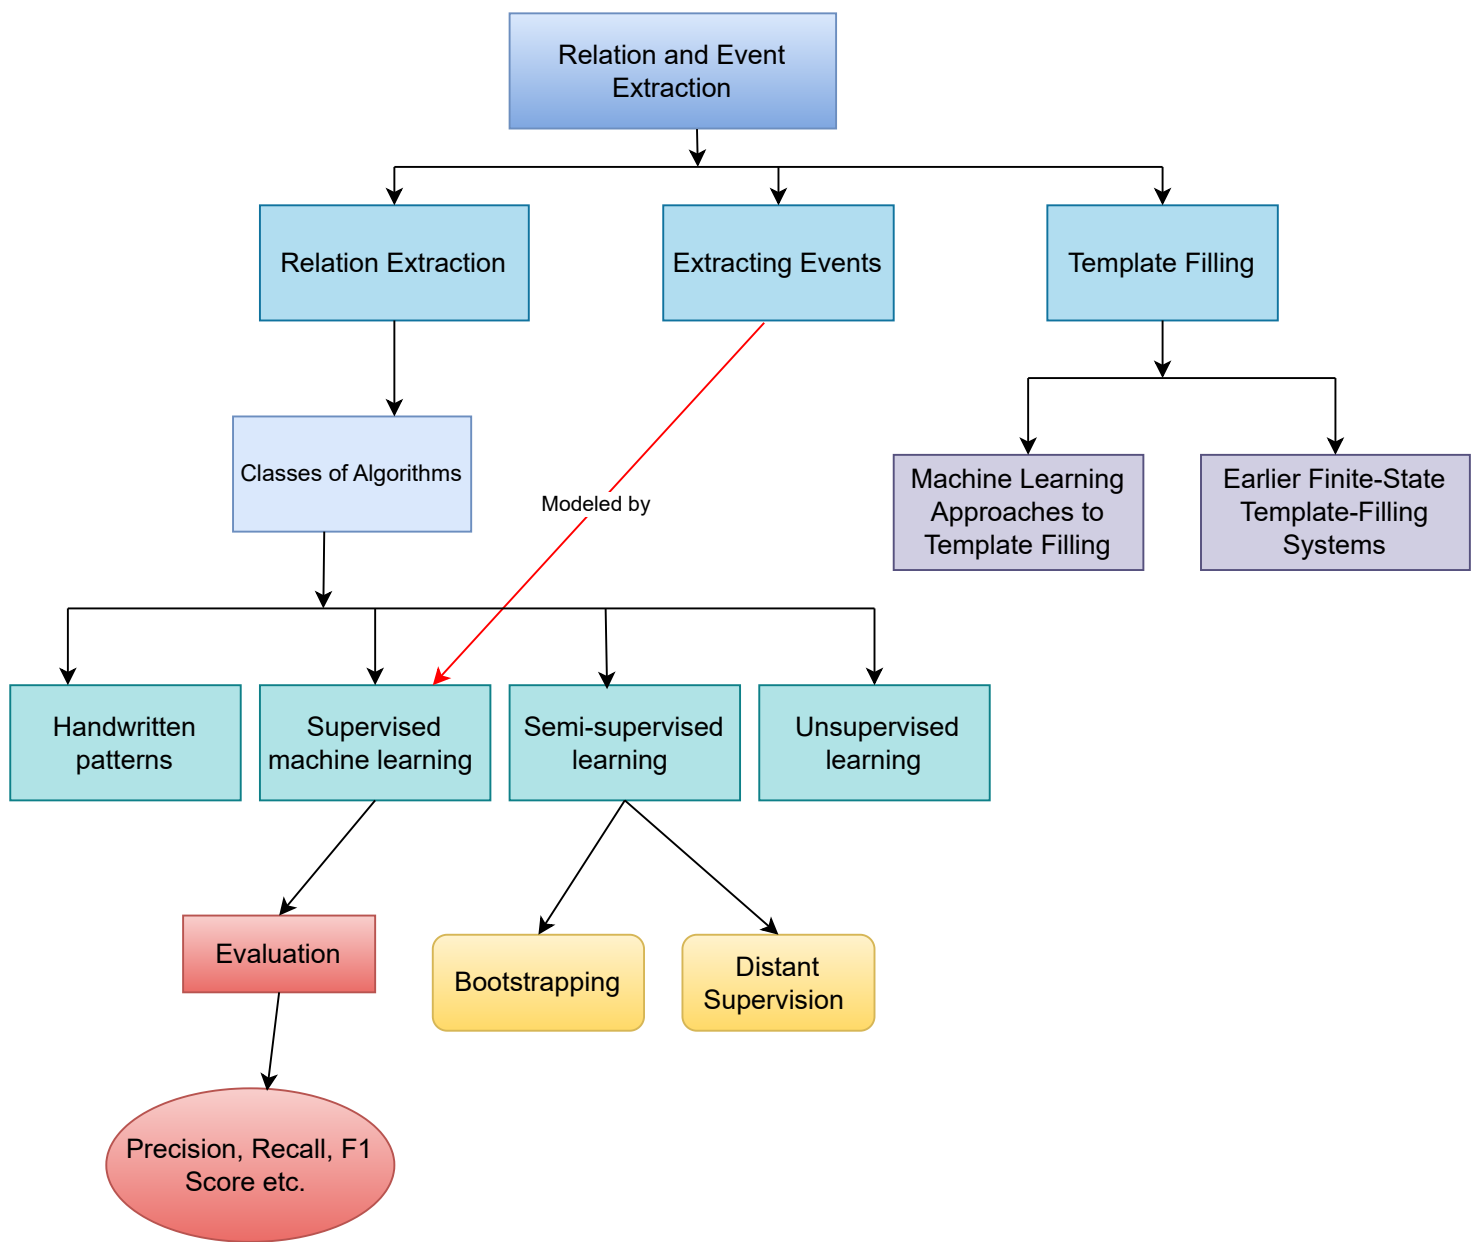 Relation and Event
Extraction
Relation Extraction
Extracting Events
Template Filling
Classes of Algorithms
Modeled by
Machine Learning
Approaches to
Template Filling
Earlier Finite-State
Template-Filling
Systems
Handwritten
patterns
Supervised
machine learning
Semi-supervised
learning
Unsupervised
learning
Evaluation
Bootstrapping
Distant
Supervision
Precision, Recall, F1
Score etc.